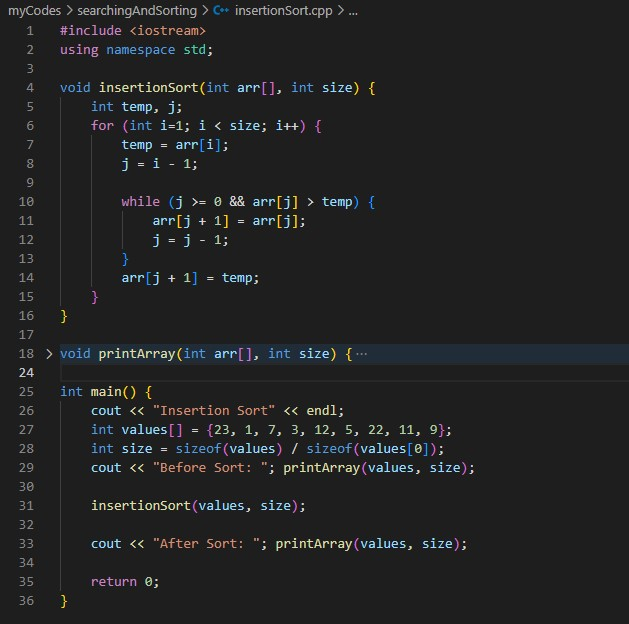 myCodes > searchingAndSorting > C++ insertionSort.cpp > ...
1 #include <iostream>
2 using namespace std;
3
4 void insertionSort(int arr[], int size) {
5     int temp, j;
6     for (int i=1; i < size; i++) {
7         temp = arr[i];
8         j = i - 1;
9
10         while (j >= 0 && arr[j] > temp) {
11             arr[j + 1] = arr[j];
12             j = j - 1;
13         }
14         arr[j + 1] = temp;
15     }
16 }
17
18 > void printArray(int arr[], int size) { ...
24
25 int main() {
26     cout << "Insertion Sort" << endl;
27     int values[] = {23, 1, 7, 3, 12, 5, 22, 11, 9};
28     int size = sizeof(values) / sizeof(values[0]);
29     cout << "Before Sort: "; printArray(values, size);
30
31     insertionSort(values, size);
32
33     cout << "After Sort: "; printArray(values, size);
34
35     return 0;
36 }